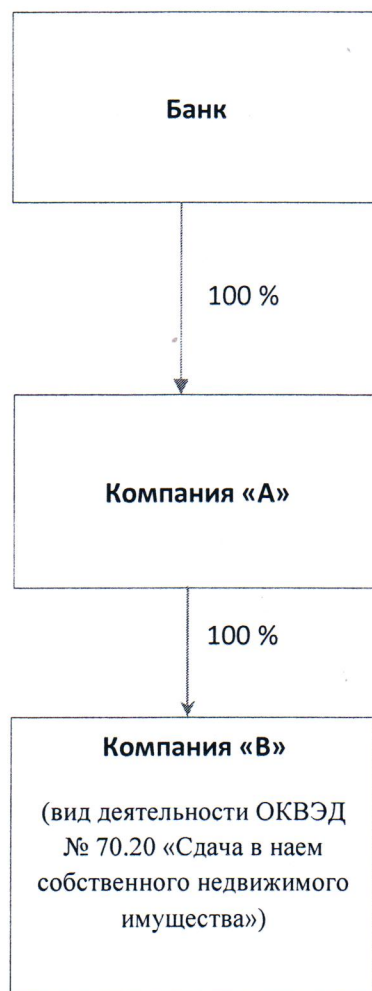 Банк
100 %
Компания «А»
100 %
Компания «В»
(вид деятельности ОКВЭД
№ 70.20 «Сдача в наем
собственного недвижимого
имущества»)